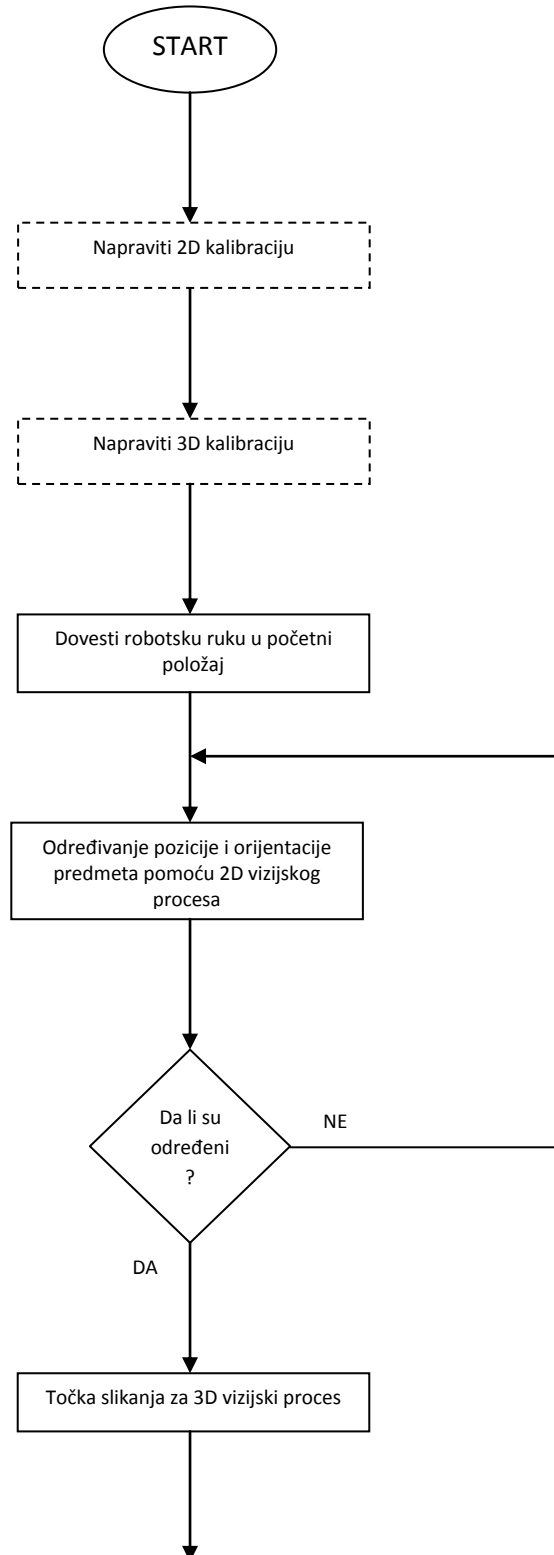 START
Napraviti 2D kalibraciju
Napraviti 3D kalibraciju
Dovesti robotsku ruku u početni
položaj
Određivanje pozicije i orijentacije
predmeta pomoću 2D vizijskog
procesa
Da li su
određeni
?
NE
DA
Točka slikanja za 3D vizijski proces